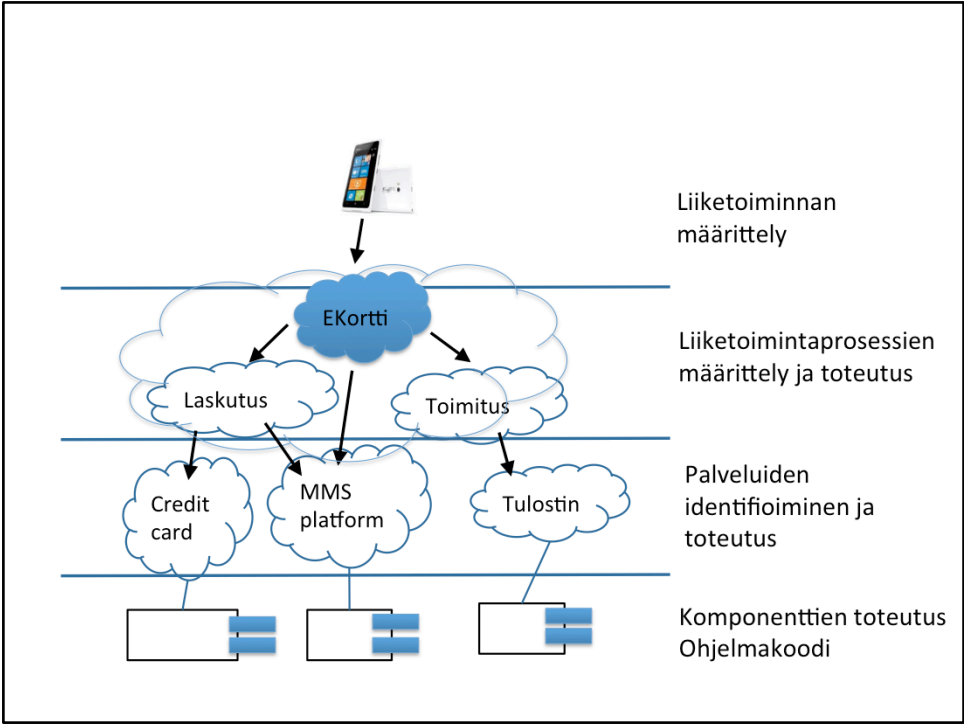 Liiketoiminnan
määrittely
EKortti
Liiketoimintaprosessien
määrittely ja toteutus
Laskutus
Toimitus
Credit
card
MMS
platform
Tulostin
Palveluiden
identifioiminen ja
toteutus
Komponenttien toteutus
Ohjelmakoodi